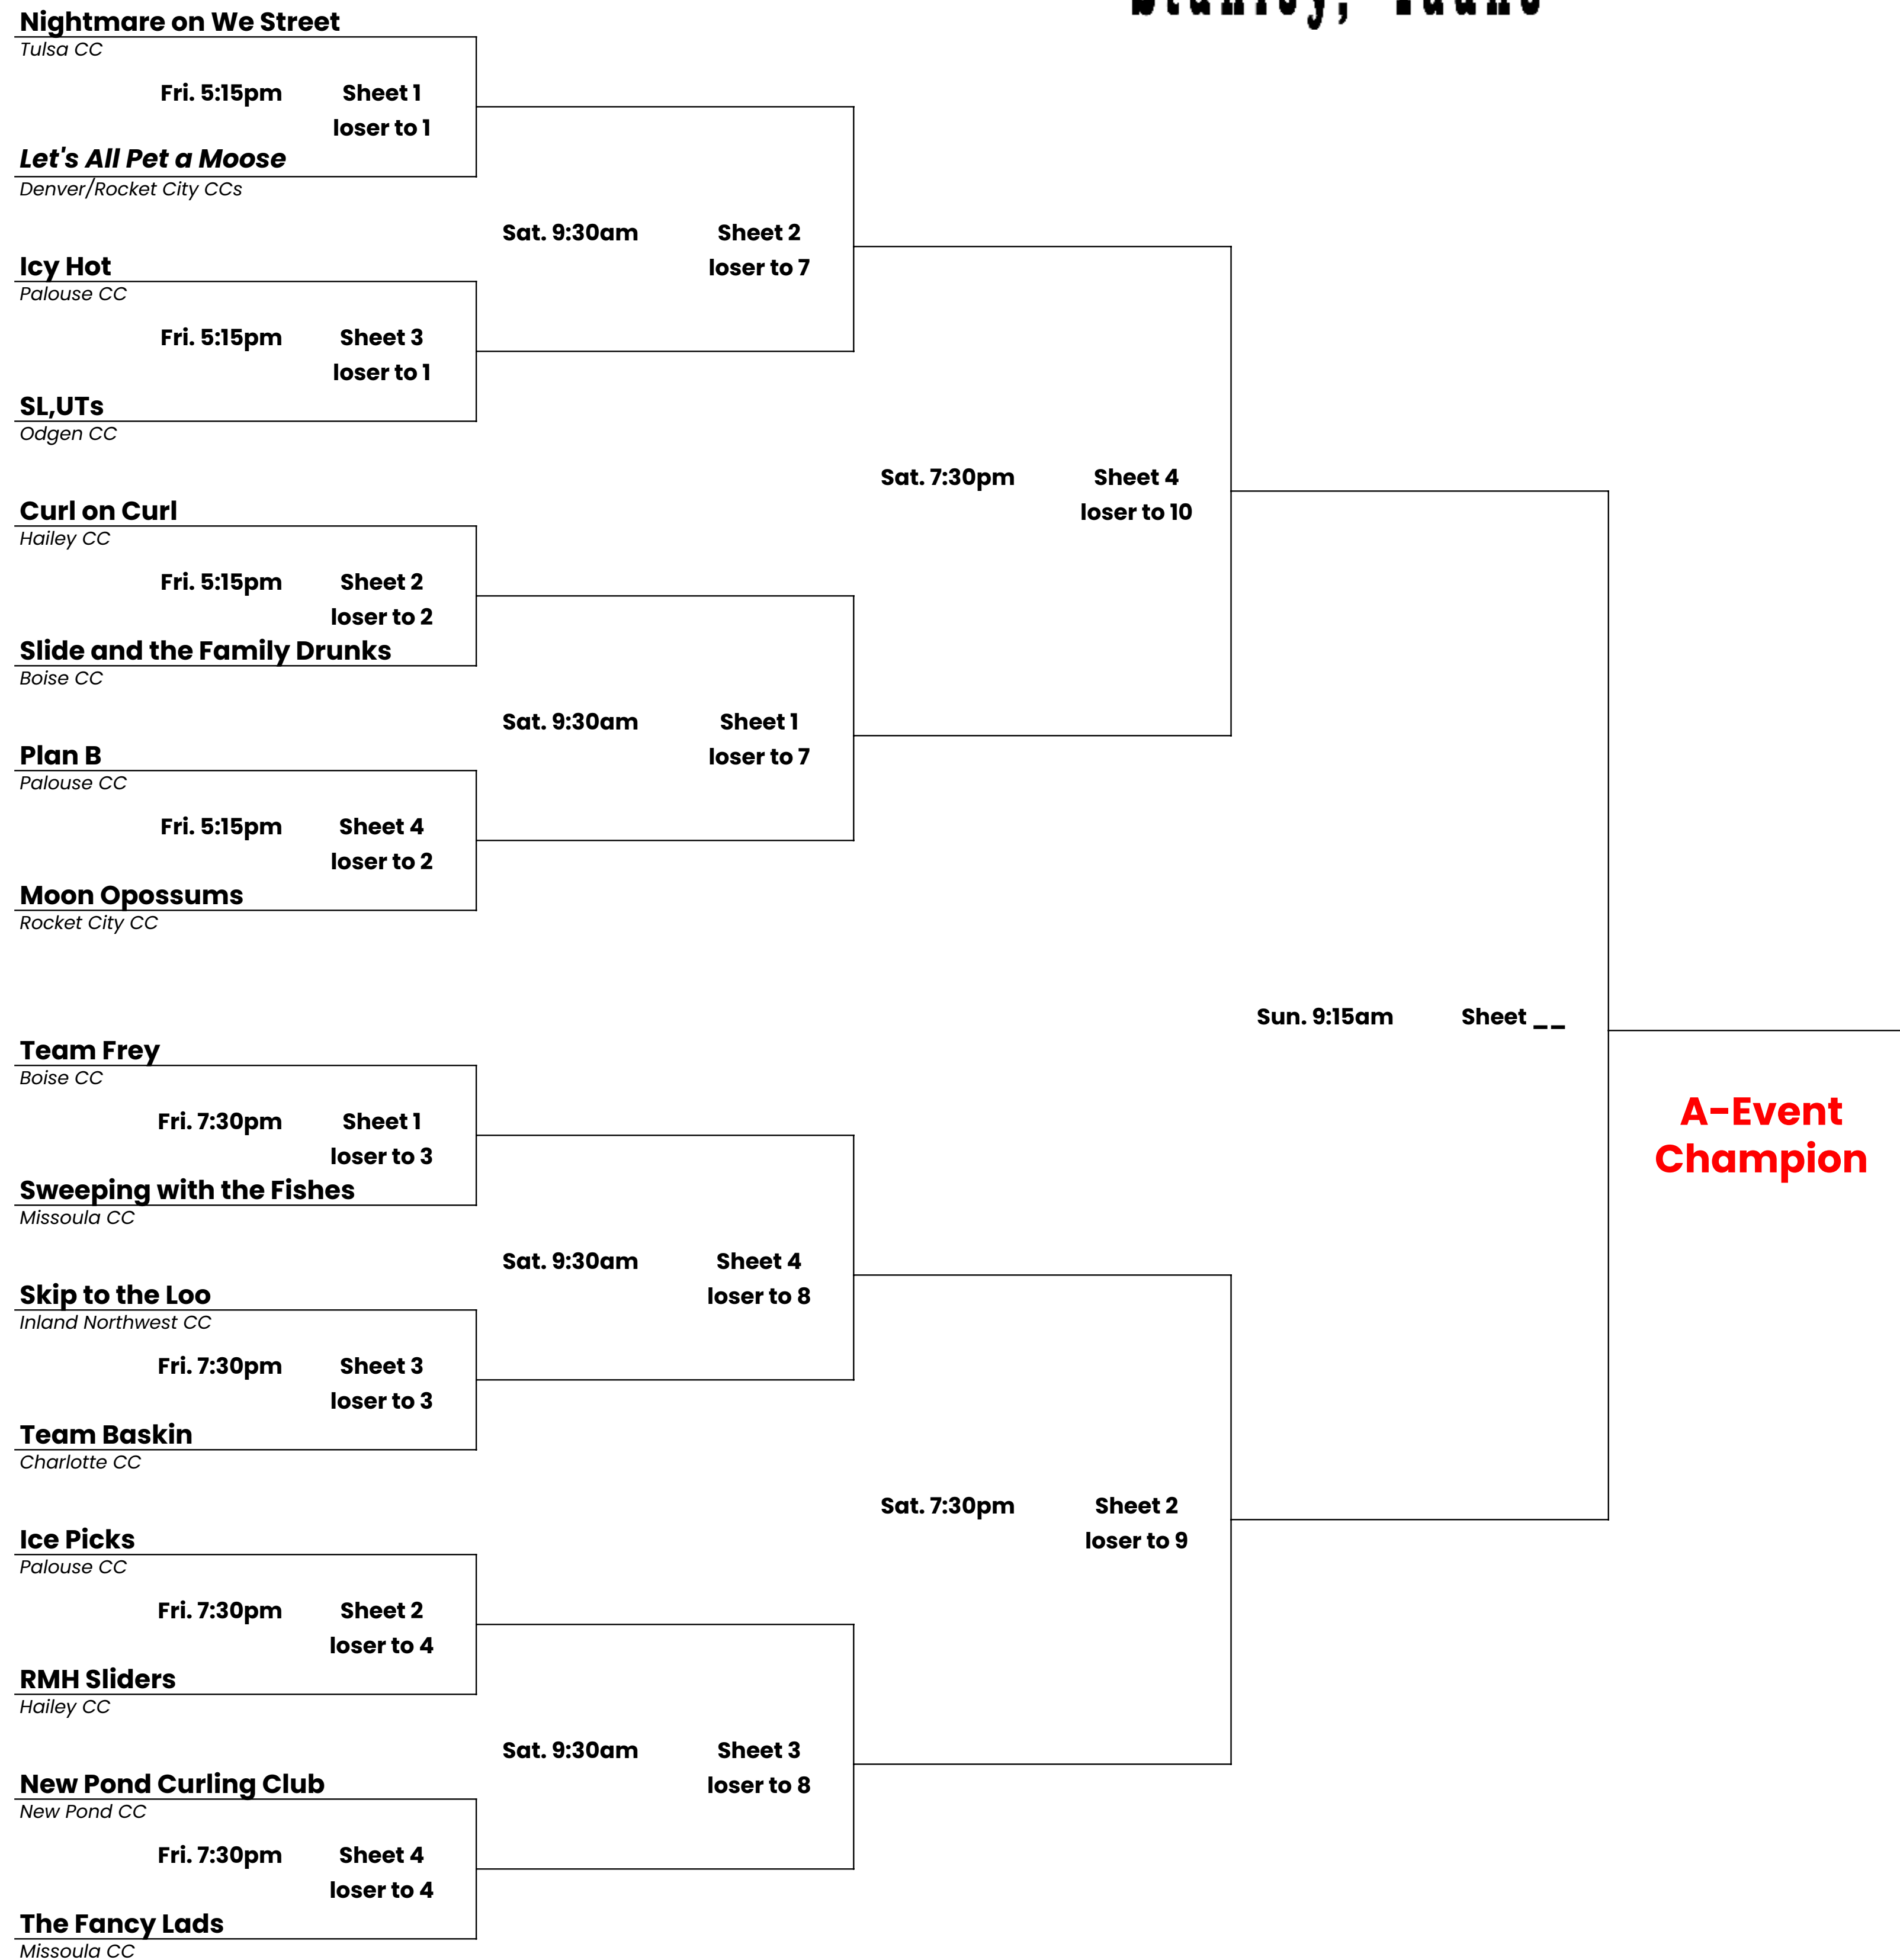 Nightmare on We Street
Tulsa CC
Fri. 5:15pm Sheet 1
loser to 1
Let's All Pet a Moose
Denver/Rocket City CCs
Sat. 9:30am Sheet 2
loser to 7
Icy Hot
Palouse CC
Fri. 5:15pm Sheet 3
loser to 1
SL,UTs
Odgen CC
Sat. 7:30pm Sheet 4
loser to 10
Curl on Curl
Hailey CC
Fri. 5:15pm Sheet 2
loser to 2
Slide and the Family Drunks
Boise CC
Sat. 9:30am Sheet 1
loser to 7
Plan B
Palouse CC
Fri. 5:15pm Sheet 4
loser to 2
Moon Opossums
Rocket City CC
Sun. 9:15am Sheet __
A-Event
Champion
Team Frey
Boise CC
Fri. 7:30pm Sheet 1
loser to 3
Sweeping with the Fishes
Missoula CC
Sat. 9:30am Sheet 4
loser to 8
Skip to the Loo
Inland Northwest CC
Fri. 7:30pm Sheet 3
loser to 3
Team Baskin
Charlotte CC
Sat. 7:30pm Sheet 2
loser to 9
Ice Picks
Palouse CC
Fri. 7:30pm Sheet 2
loser to 4
RMH Sliders
Hailey CC
Sat. 9:30am Sheet 3
loser to 8
New Pond Curling Club
New Pond CC
Fri. 7:30pm Sheet 4
loser to 4
The Fancy Lads
Missoula CC